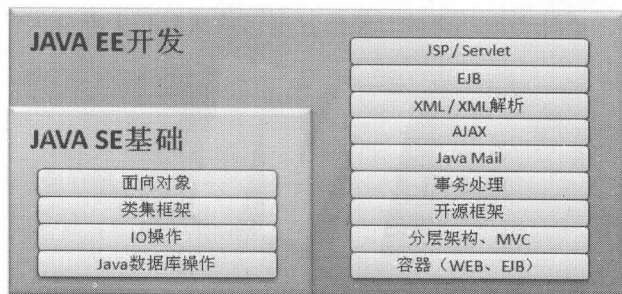 JAVA EE开发
JSP / Servlet
EJB
XML / XML解析
AJAX
Java Mail
事务处理
开源框架
分层架构、MVC
容器（WEB、EJB）
JAVA SE基础
面向对象
类集框架
IO操作
Java数据库操作